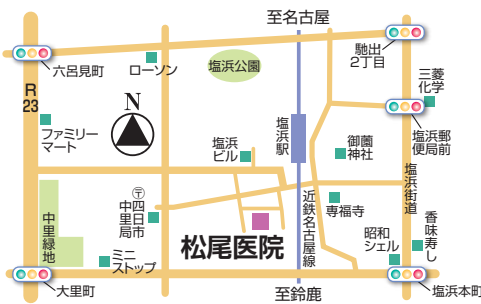 至名古屋
馳出
2丁目
六呂見町
ローソン
塩浜公園
三菱
化学
R
23
N
ファミリー
マート
塩浜
ビル
塩浜駅
御薗
神社
塩浜郵
便局前
塩浜街道
〒
四日市
中里局
中里緑地
専福寺
近鉄名古屋線
昭和
シェル
香味寿し
松尾医院
ミニ
ストップ
大里町
至鈴鹿
塩浜本町